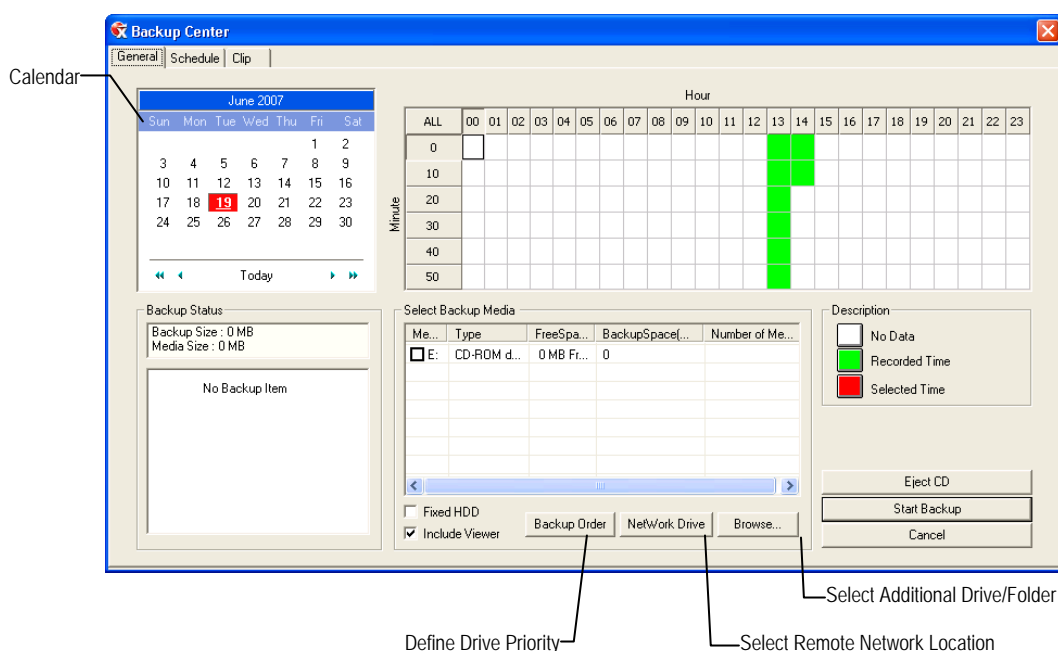 Backup Center
General Schedule Clip
Calendar
June 2007
Sun Mon Tue Wed Thu Fri Sat
1 2
3 4 5 6 7 8 9
10 11 12 13 14 15 16
17 18 19 20 21 22 23
24 25 26 27 28 29 30
Today
Hour
ALL 00 01 02 03 04 05 06 07 08 09 10 11 12 13 14 15 16 17 18 19 20 21 22 23
Minute
0
10
20
30
40
50
Backup Status
Backup Size : 0 MB
Media Size : 0 MB
No Backup Item
Select Backup Media
Me... Type FreeSpa... BackupSpace(... Number of Me...
E: CD-ROM d... 0 MB Fr... 0
Fixed HDD
Include Viewer
Backup Order NetWork Drive Browse...
Description
No Data
Recorded Time
Selected Time
Eject CD
Start Backup
Cancel
Select Additional Drive/Folder
Define Drive Priority
Select Remote Network Location